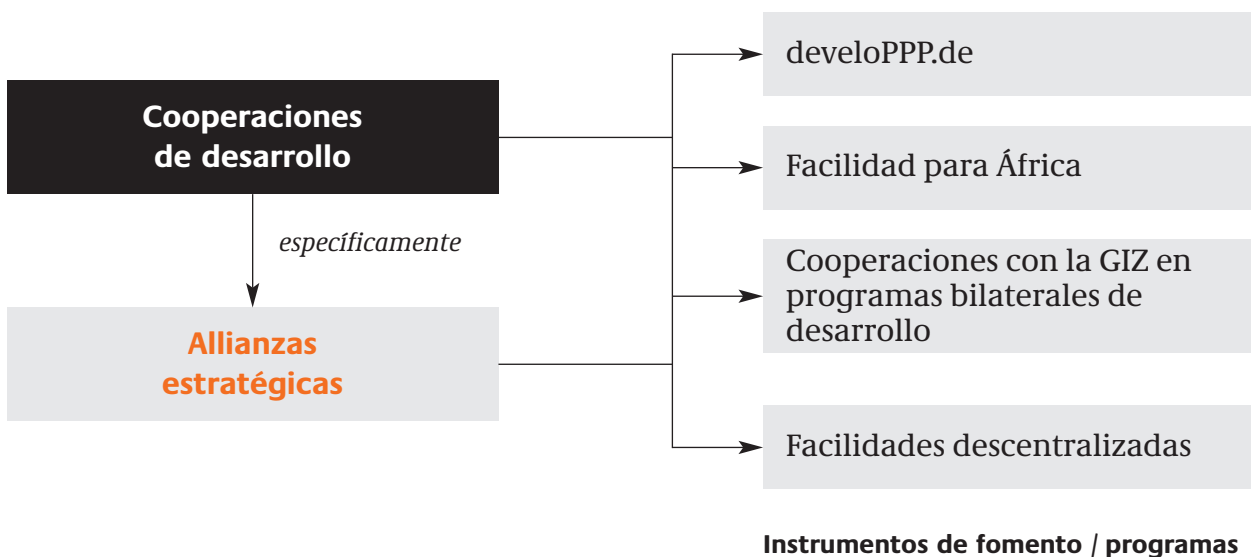 Cooperaciones
de desarrollo
específicamente
Allianzas
estratégicas
develoPPP.de
Facilidad para África
Cooperaciones con la GIZ en
programas bilaterales de
desarrollo
Facilidades descentralizadas
Instrumentos de fomento / programas